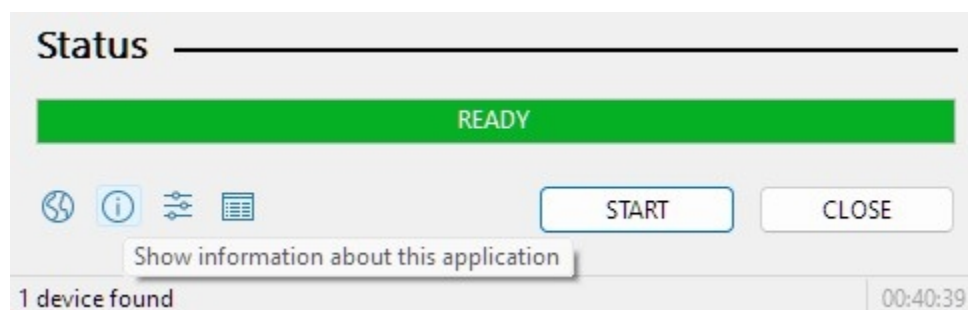 Status
READY
START CLOSE
Show information about this application
1 device found 00:40:39